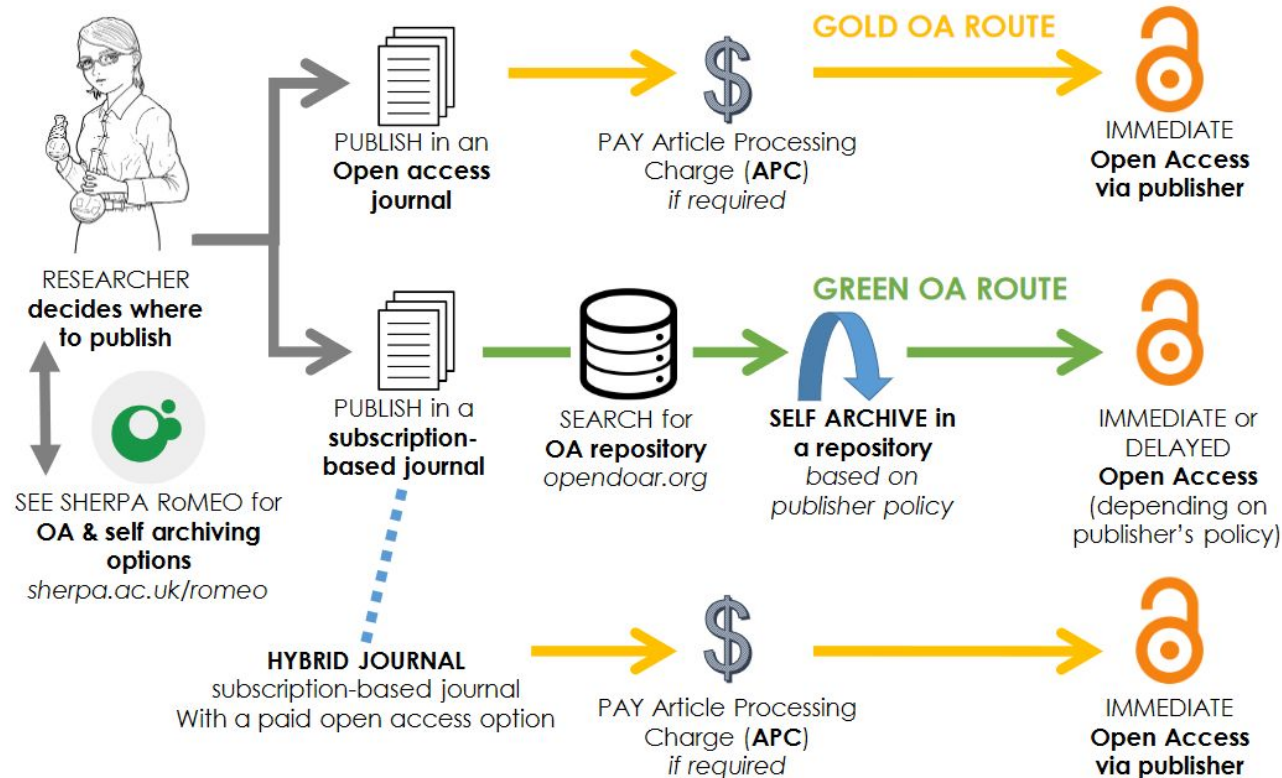 GOLD OA ROUTE
PUBLISH in an
Open access
journal
PAY Article Processing
Charge (APC)
if required
IMMEDIATE
Open Access
via publisher
RESEARCHER
decides where
to publish
SEE SHERPA RoMEO for
OA & self archiving
options
sherpa.ac.uk/romeo
GREEN OA ROUTE
PUBLISH in a
subscription-
based journal
SEARCH for
OA repository
opendoar.org
SELF ARCHIVE in
a repository
based on
publisher policy
IMMEDIATE or
DELAYED
Open Access
(depending on
publisher's policy)
HYBRID JOURNAL
subscription-based journal
With a paid open access option
PAY Article Processing
Charge (APC)
if required
IMMEDIATE
Open Access
via publisher